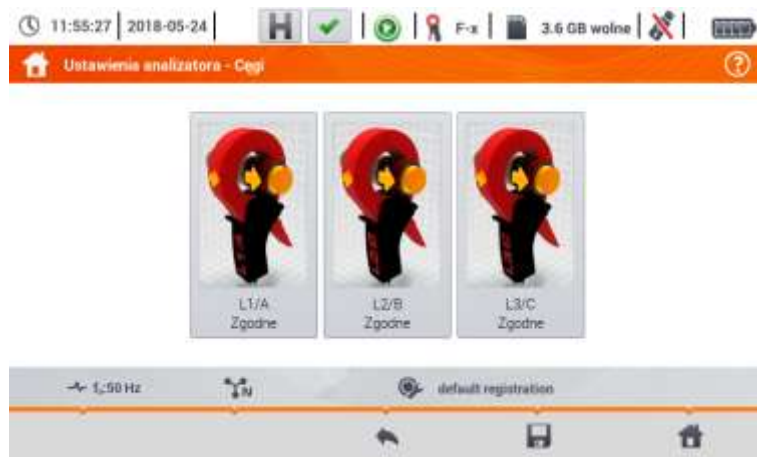 11:55:27 2018-05-24 H F-x 3.6 GB wolne
Ustawienia analizatora - Cęgi ?
L1/A L2/B L3/C
Zgodne Zgodne Zgodne
fₙ:50 Hz N default registration